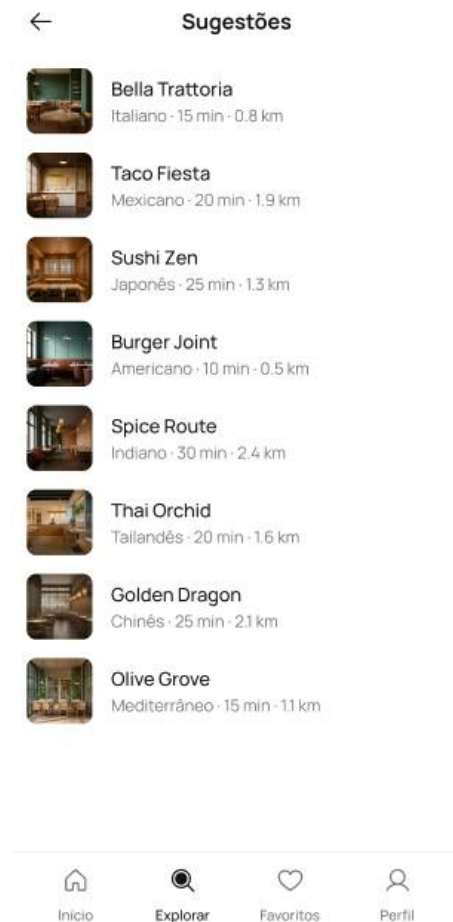 Sugestões
Bella Trattoria
Italiano · 15 min · 0.8 km
Taco Fiesta
Mexicano · 20 min · 1.9 km
Sushi Zen
Japonês · 25 min · 1.3 km
Burger Joint
Americano · 10 min · 0.5 km
Spice Route
Indiano · 30 min · 2.4 km
Thai Orchid
Tailandês · 20 min · 1.6 km
Golden Dragon
Chinês · 25 min · 2.1 km
Olive Grove
Mediterrâneo · 15 min · 1.1 km
Início
Explorar
Favoritos
Perfil